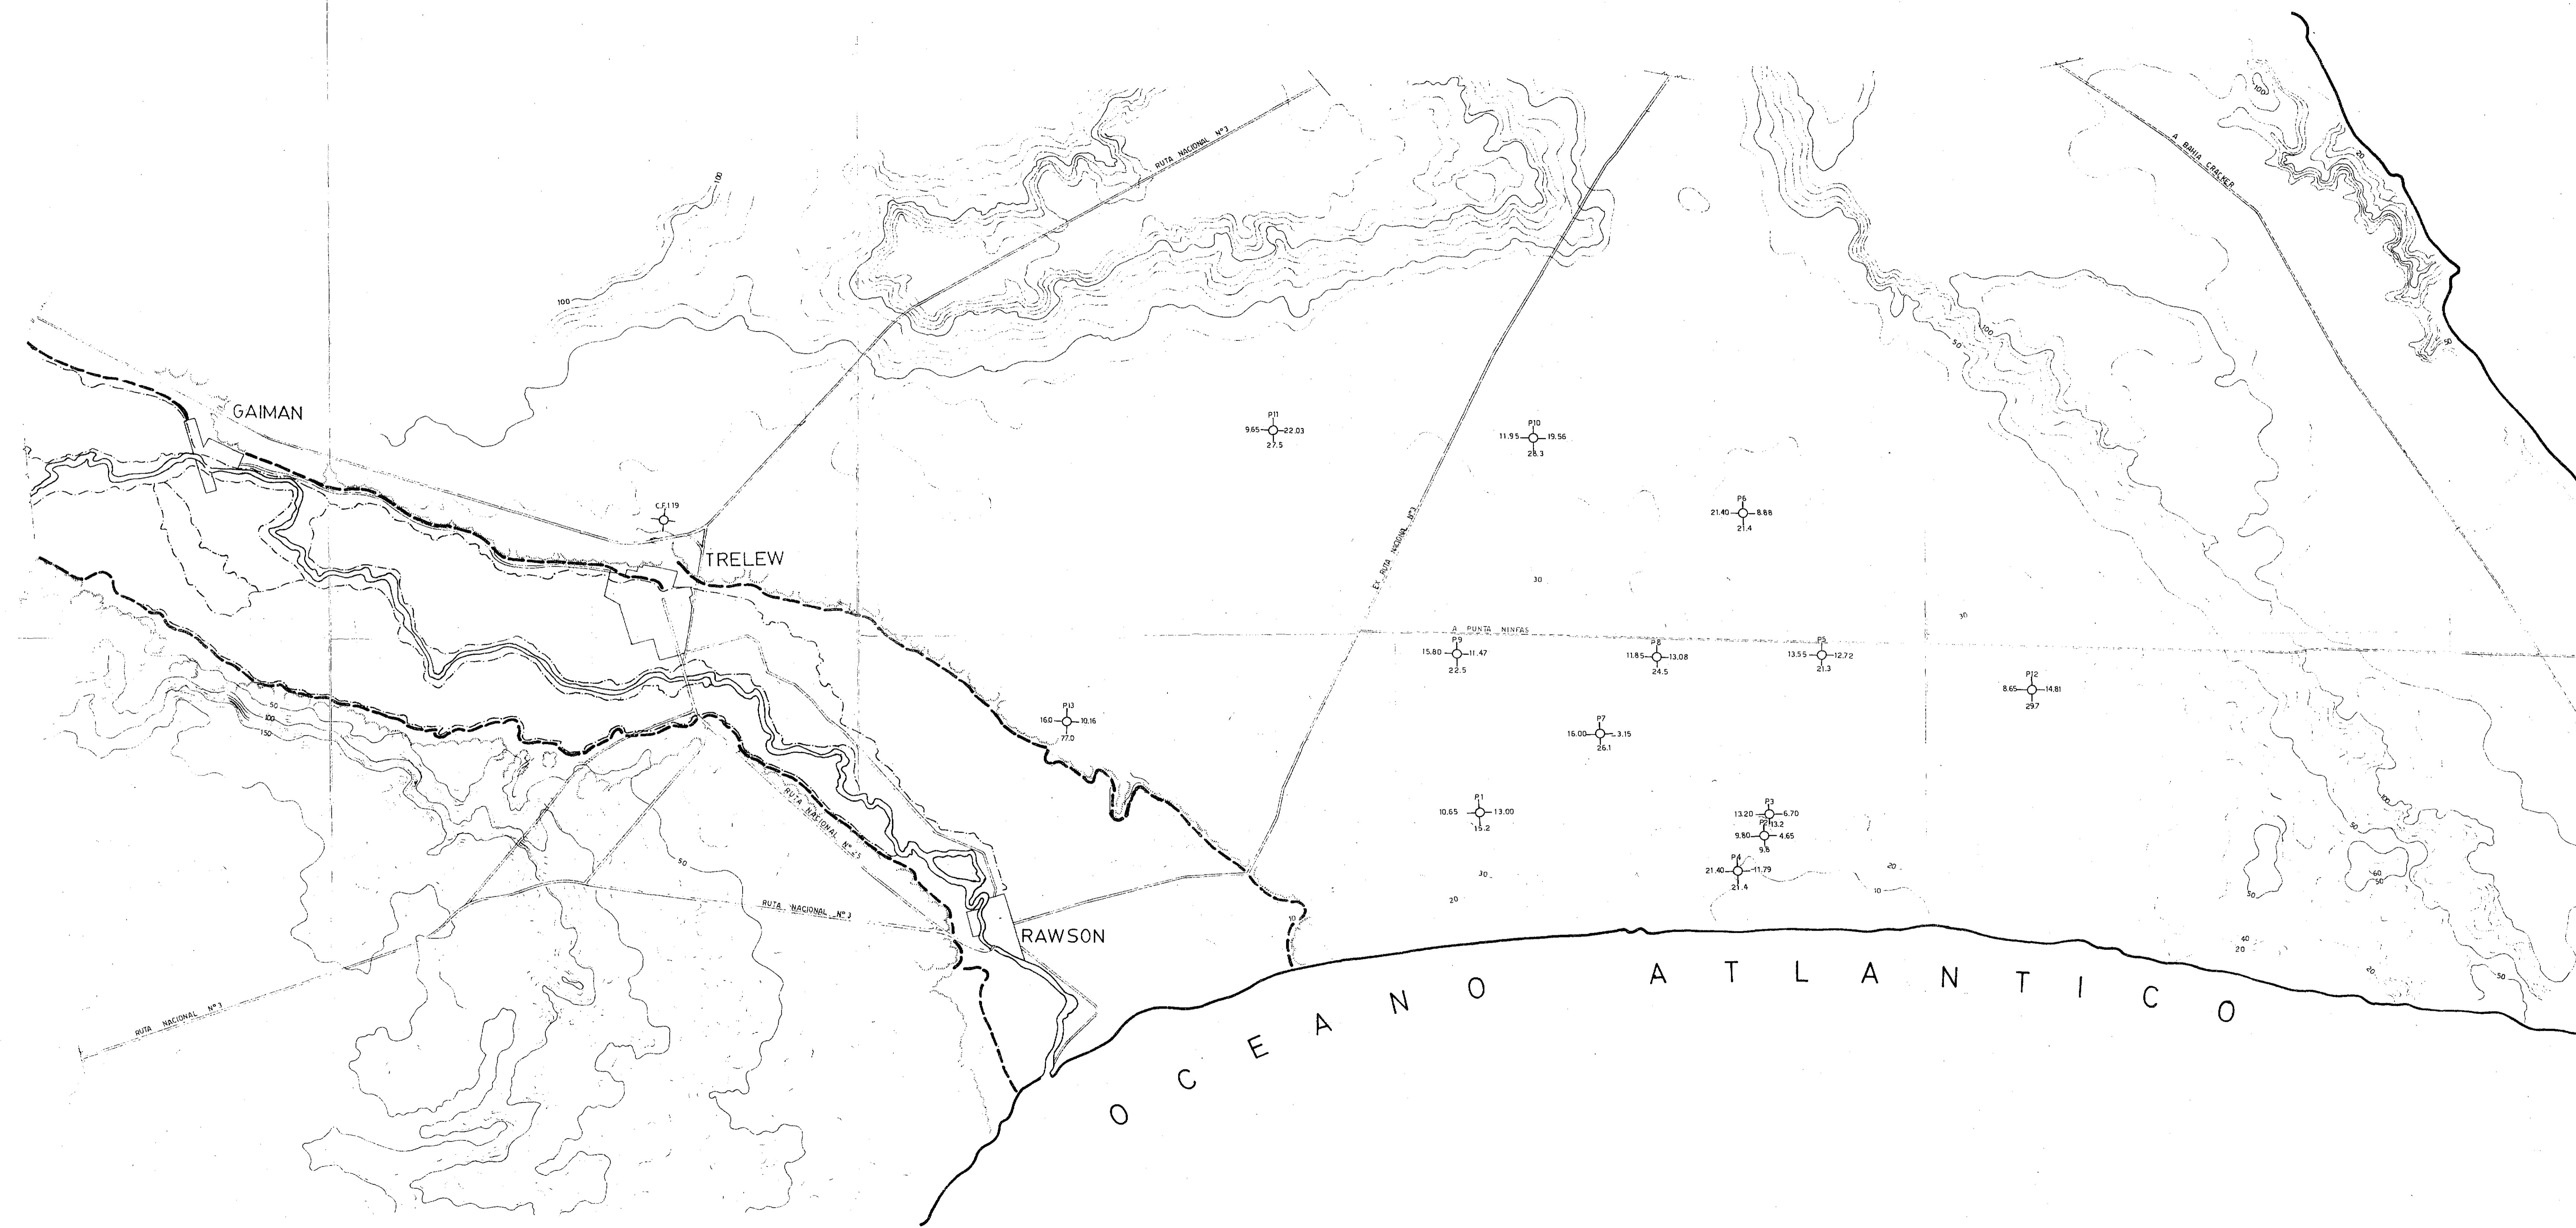 100
RUTA NACIONAL Nº3
100
20
A BAHIA CRACKER
100
100
50
50
GAIMAN
P11
9.65 22.03
27.5
P10
11.95 19.56
28.3
C.F.I 19
P6
21.40 8.88
21.4
EX RUTA NACIONAL Nº3
TRELEW
30
30
A PUNTA NINFAS
P9
15.80 11.47
22.5
P8
11.85 13.08
24.5
P5
13.55 12.72
21.3
P12
8.65 14.81
29.7
50
100
150
P13
16.0 10.16
77.0
P7
16.00 3.15
26.1
RUTA NACIONAL Nº 25
P1
10.65 13.00
15.2
P3
13.20 6.70
13.2
P2
9.80 4.65
9.8
P4
21.40 11.79
21.4
100
50
50
60
50
50
30
20
20
10
RUTA NACIONAL Nº 3
10
RAWSON
40
20
20
50
RUTA NACIONAL Nº 3
OCEANO ATLANTICO